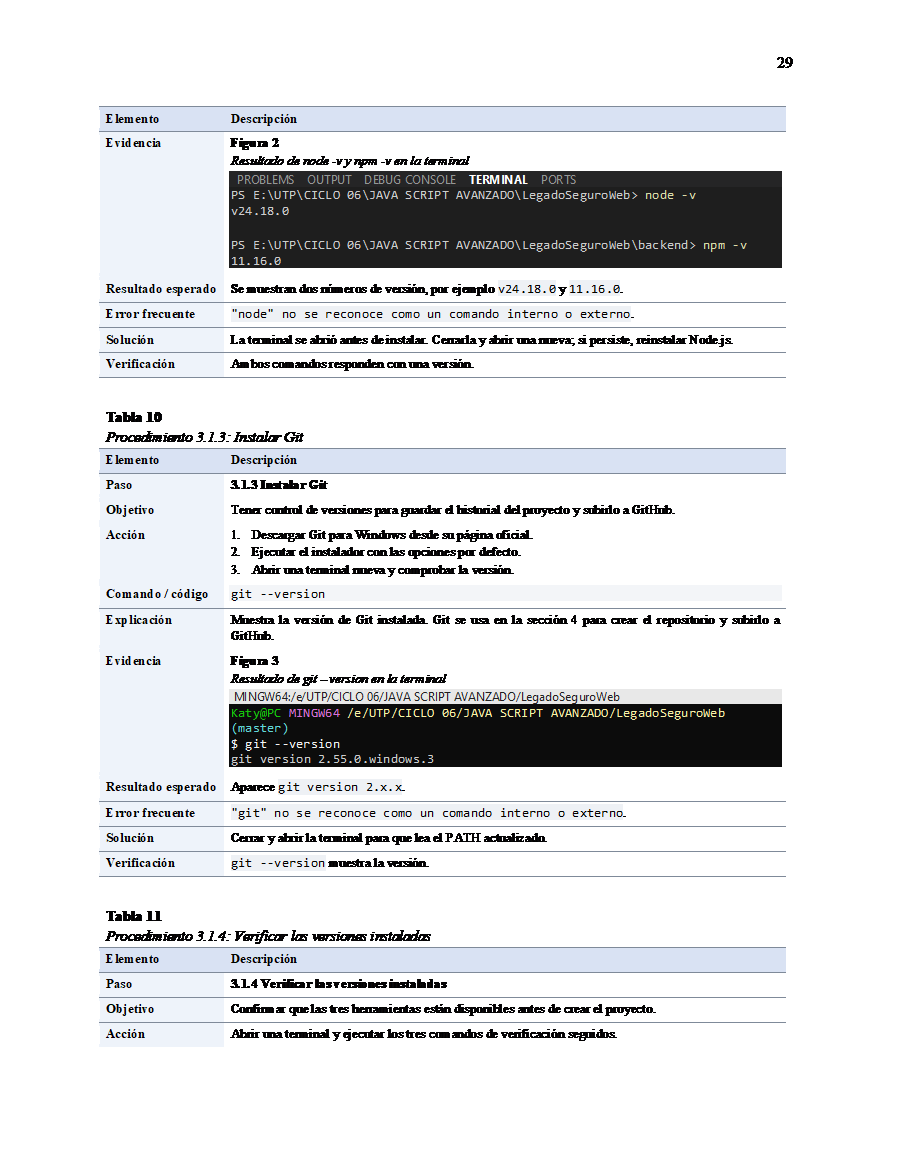 29
Elemento Descripción
Evidencia Figura 2
Resultado de node -v y npm -v en la terminal
PROBLEMS OUTPUT DEBUG CONSOLE TERMINAL PORTS
PS E:\UTP\CICLO 06\JAVA SCRIPT AVANZADO\LegadoSeguroWeb> node -v
v24.18.0
PS E:\UTP\CICLO 06\JAVA SCRIPT AVANZADO\LegadoSeguroWeb\backend> npm -v
11.16.0
Resultado esperado Se muestran dos números de versión, por ejemplo v24.18.0 y 11.16.0.
Error frecuente "node" no se reconoce como un comando interno o externo.
Solución La terminal se abrió antes de instalar. Cerrarla y abrir una nueva; si persiste, reinstalar Node.js.
Verificación Ambos comandos responden con una versión.
Tabla 10
Procedimiento 3.1.3: Instalar Git
Elemento Descripción
Paso 3.1.3 Instalar Git
Objetivo Tener control de versiones para guardar el historial del proyecto y subirlo a GitHub.
Acción 1. Descargar Git para Windows desde su página oficial.
2. Ejecutar el instalador con las opciones por defecto.
3. Abrir una terminal nueva y comprobar la versión.
Comando / código git --version
Explicación Muestra la versión de Git instalada. Git se usa en la sección 4 para crear el repositorio y subirlo a
GitHub.
Evidencia Figura 3
Resultado de git –version en la terminal
MINGW64:/e/UTP/CICLO 06/JAVA SCRIPT AVANZADO/LegadoSeguroWeb
Katy@PC MINGW64 /e/UTP/CICLO 06/JAVA SCRIPT AVANZADO/LegadoSeguroWeb
(master)
$ git --version
git version 2.55.0.windows.3
Resultado esperado Aparece git version 2.x.x.
Error frecuente "git" no se reconoce como un comando interno o externo.
Solución Cerrar y abrir la terminal para que lea el PATH actualizado.
Verificación git --version muestra la versión.
Tabla 11
Procedimiento 3.1.4: Verificar las versiones instaladas
Elemento Descripción
Paso 3.1.4 Verificar las versiones instaladas
Objetivo Confirmar que las tres herramientas están disponibles antes de crear el proyecto.
Acción Abrir una terminal y ejecutar los tres comandos de verificación seguidos.